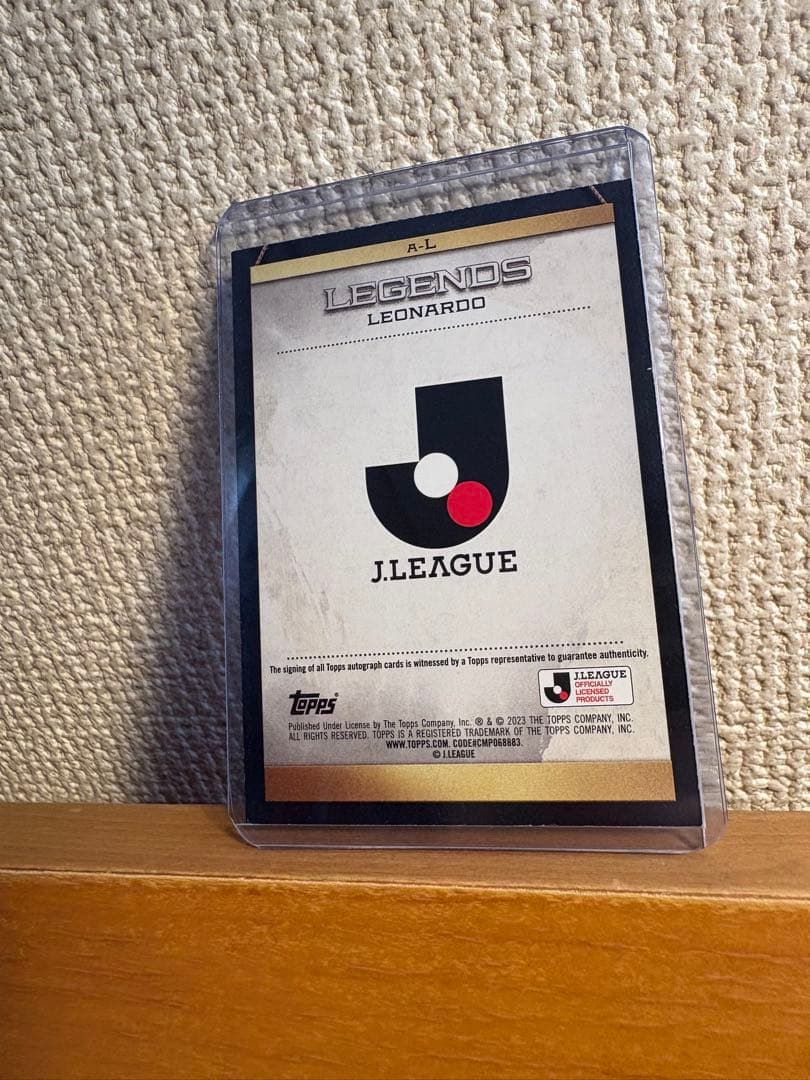 A-L
LEGENDS
LEONARDO
J.LEAGUE
The signing of all Topps autograph cards is witnessed by a Topps representative to guarantee authenticity.
J.LEAGUE
OFFICIALLY
LICENSED
PRODUCTS
topps®
Published Under License by The Topps Company, Inc. ® & © 2023 THE TOPPS COMPANY, INC.
ALL RIGHTS RESERVED. TOPPS IS A REGISTERED TRADEMARK OF THE TOPPS COMPANY, INC.
WWW.TOPPS.COM. CODE#CMP068883.
© J.LEAGUE